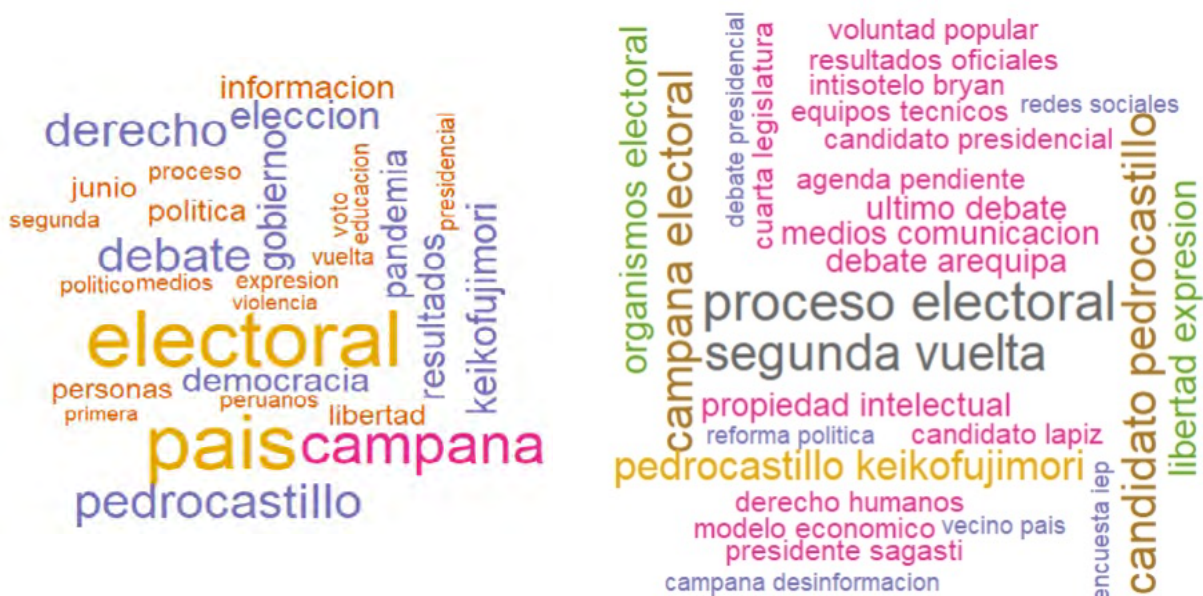 informacion
eleccion
derecho
gobierno
proceso
junio
politica
segunda
voto
educacion
presidencial
pandemia
debate
vuelta
politico
medios
expresion
violencia
resultados
keikofujimori
electoral
democracia
personas
peruanos
primera
libertad
pais
campana
pedrocastillo
organismos electoral
campana electoral
debate presidencial
cuarta legislatura
voluntad popular
resultados oficiales
intisotelo bryan
equipos tecnicos
redes sociales
candidato presidencial
agenda pendiente
ultimo debate
medios comunicacion
debate arequipa
proceso electoral
segunda vuelta
candidato pedrocastillo
libertad expresion
propiedad intelectual
reforma politica
candidato lapiz
pedrocastillo keikofujimori
derecho humanos
modelo economico
vecino pais
presidente sagasti
encuesta iep
campana desinformacion